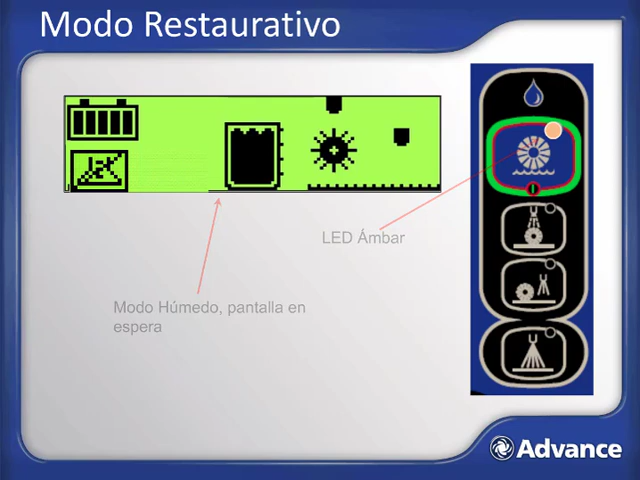 Modo Restaurativo
LED Ámbar
Modo Húmedo, pantalla en
espera
Advance